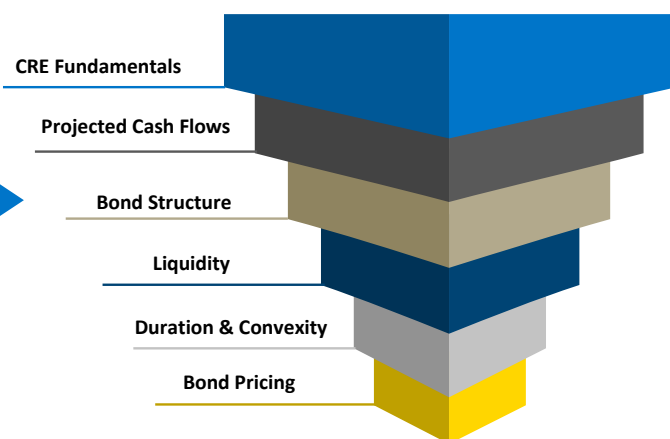 CRE Fundamentals
Projected Cash Flows
Bond Structure
Liquidity
Duration & Convexity
Bond Pricing